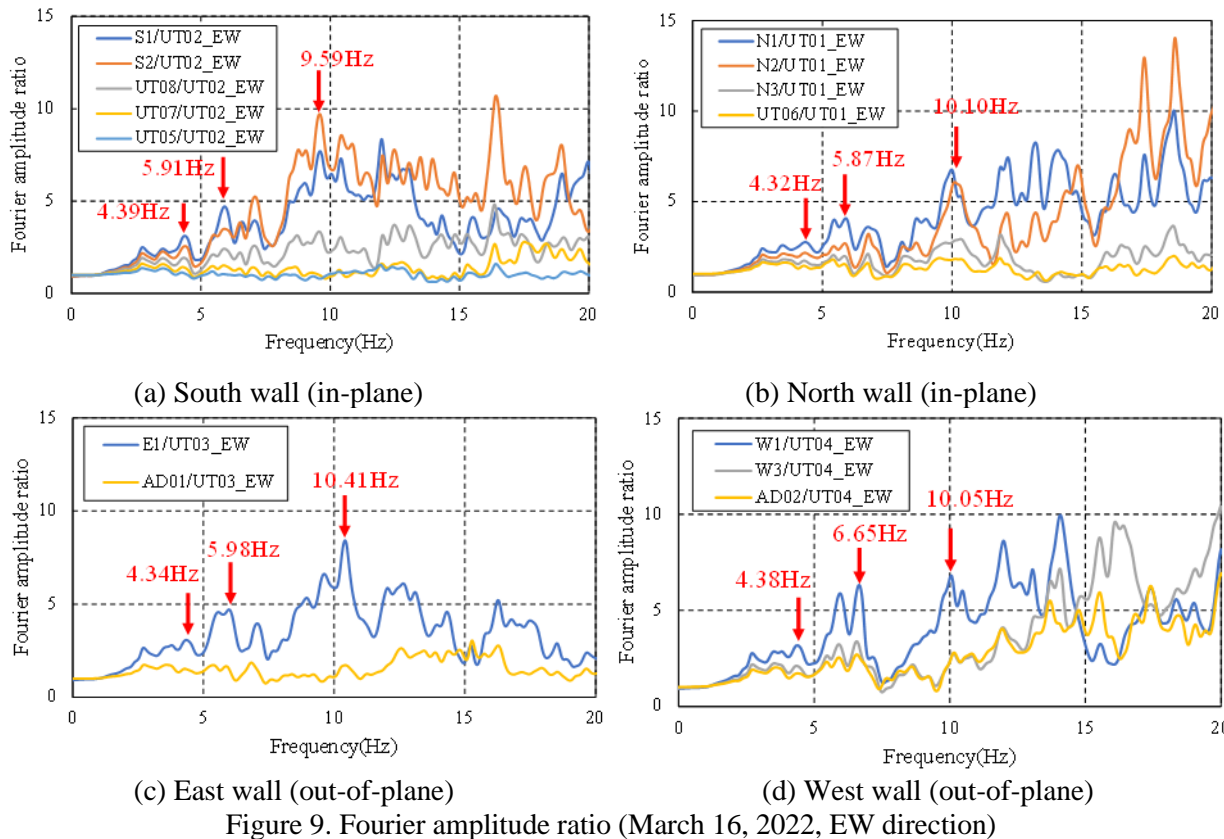 15
10
5
0
Fourier amplitude ratio
S1/UT02_EW
S2/UT02_EW
UT08/UT02_EW
UT07/UT02_EW
UT05/UT02_EW
4.39Hz
5.91Hz
9.59Hz
0 5 10 15 20
Frequency(Hz)
(a) South wall (in-plane)
15
10
5
0
Fourier amplitude ratio
N1/UT01_EW
N2/UT01_EW
N3/UT01_EW
UT06/UT01_EW
4.32Hz
5.87Hz
10.10Hz
0 5 10 15 20
Frequency(Hz)
(b) North wall (in-plane)
15
10
5
0
Fourier amplitude ratio
E1/UT03_EW
AD01/UT03_EW
4.34Hz
5.98Hz
10.41Hz
0 5 10 15 20
Frequency(Hz)
(c) East wall (out-of-plane)
15
10
5
0
Fourier amplitude ratio
W1/UT04_EW
W3/UT04_EW
AD02/UT04_EW
4.38Hz
6.65Hz
10.05Hz
0 5 10 15 20
Frequency(Hz)
(d) West wall (out-of-plane)
Figure 9. Fourier amplitude ratio (March 16, 2022, EW direction)